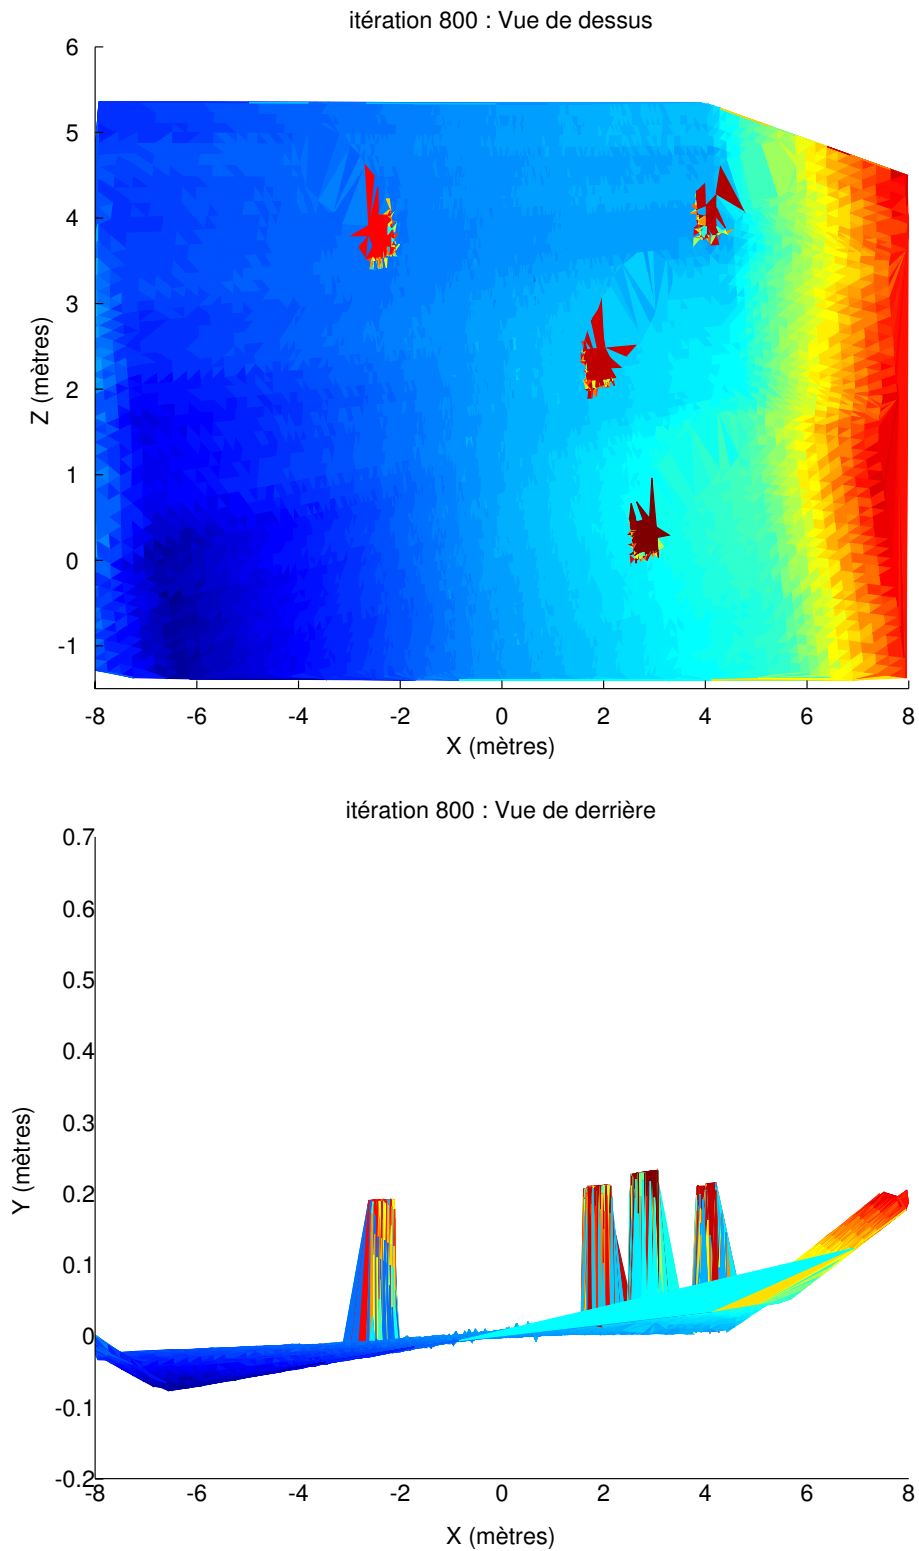 itération 800 : Vue de dessus
6
5
4
3
2
1
0
-1
Z (mètres)
-8 -6 -4 -2 0 2 4 6 8
X (mètres)
itération 800 : Vue de derrière
0.7
0.6
0.5
0.4
0.3
0.2
0.1
0
-0.1
-0.2
Y (mètres)
-8 -6 -4 -2 0 2 4 6 8
X (mètres)